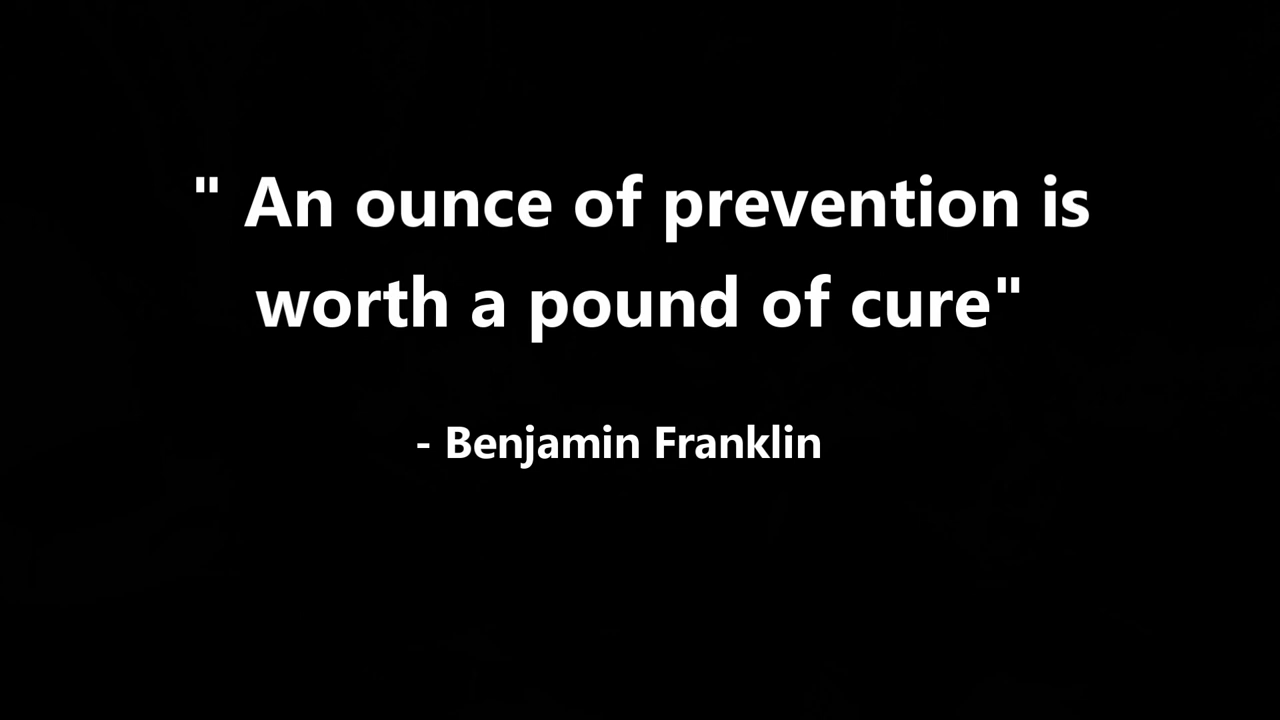 " An ounce of prevention is
worth a pound of cure"
- Benjamin Franklin